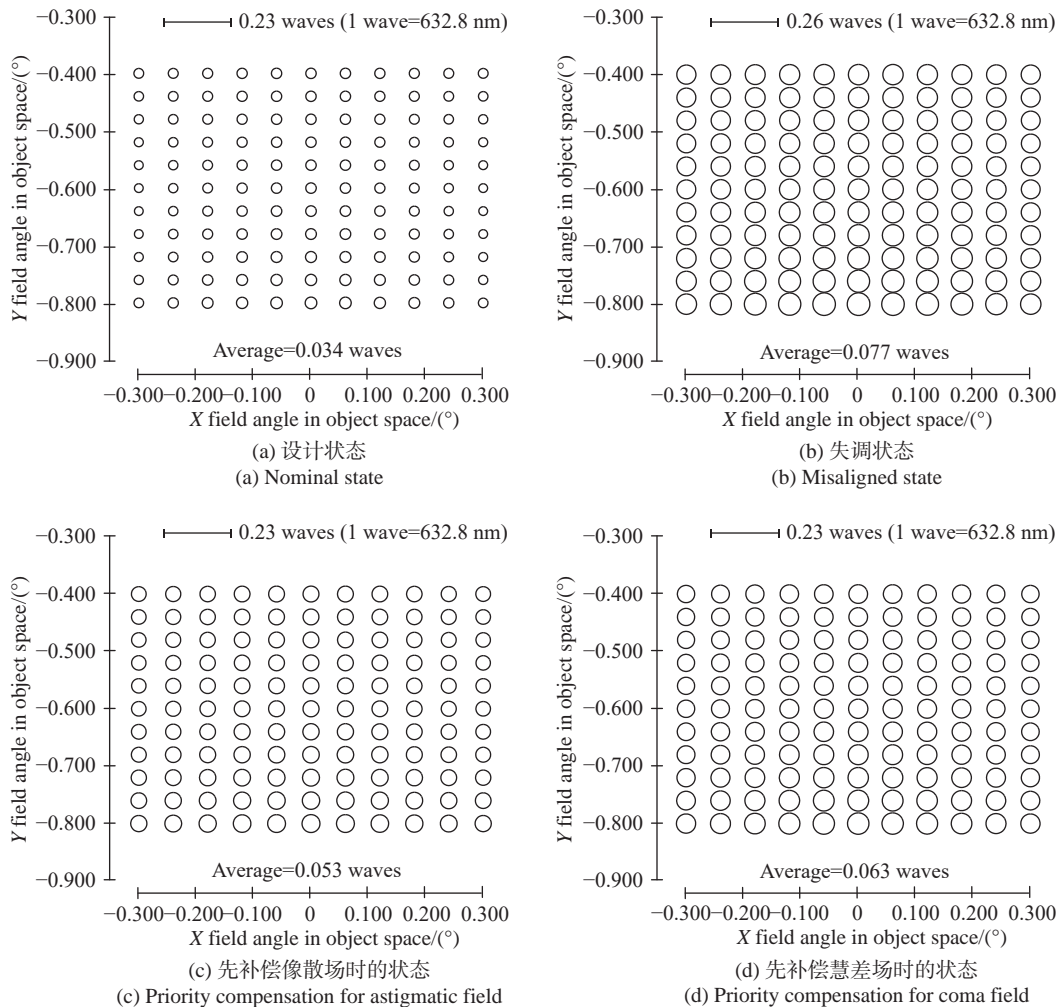 0.23 waves (1 wave=632.8 nm)
−0.300
−0.400
−0.500
−0.600
−0.700
−0.800
−0.900
Y field angle in object space/(°)
Average=0.034 waves
−0.300 −0.200 −0.100 0 0.100 0.200 0.300
X field angle in object space/(°)
(a) 设计状态
(a) Nominal state
0.26 waves (1 wave=632.8 nm)
−0.300
−0.400
−0.500
−0.600
−0.700
−0.800
−0.900
Y field angle in object space/(°)
Average=0.077 waves
−0.300 −0.200 −0.100 0 0.100 0.200 0.300
X field angle in object space/(°)
(b) 失调状态
(b) Misaligned state
0.23 waves (1 wave=632.8 nm)
−0.300
−0.400
−0.500
−0.600
−0.700
−0.800
−0.900
Y field angle in object space/(°)
Average=0.053 waves
−0.300 −0.200 −0.100 0 0.100 0.200 0.300
X field angle in object space/(°)
(c) 先补偿像散场时的状态
(c) Priority compensation for astigmatic field
0.23 waves (1 wave=632.8 nm)
−0.300
−0.400
−0.500
−0.600
−0.700
−0.800
−0.900
Y field angle in object space/(°)
Average=0.063 waves
−0.300 −0.200 −0.100 0 0.100 0.200 0.300
X field angle in object space/(°)
(d) 先补偿慧差场时的状态
(d) Priority compensation for coma field